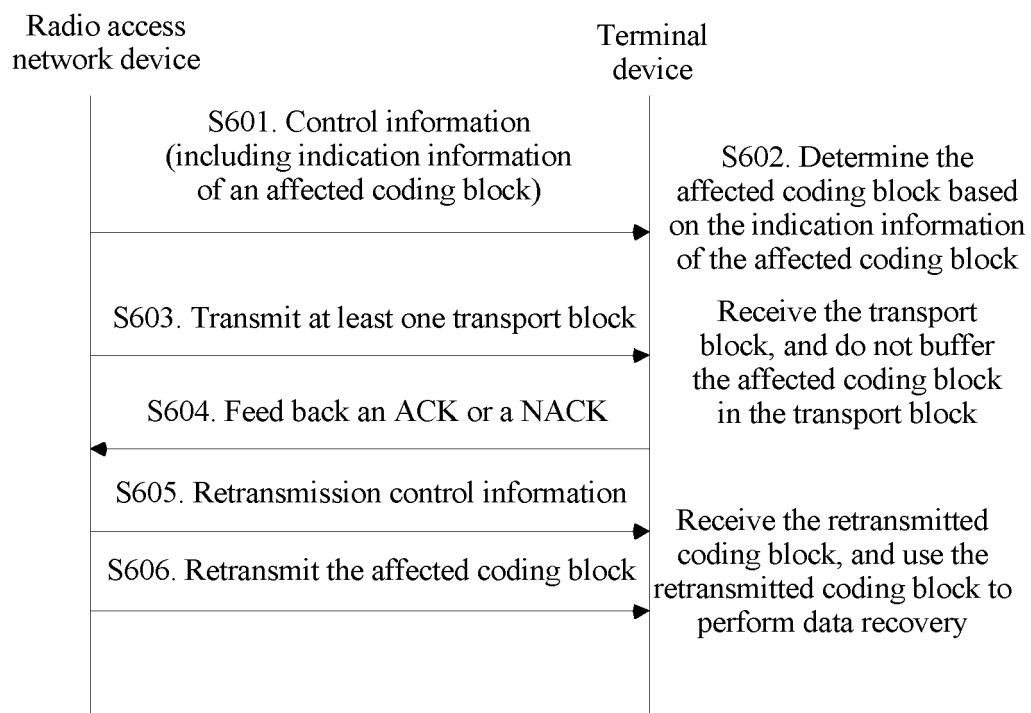 Radio access
network device
Terminal
device
S601. Control information
(including indication information
of an affected coding block)
S602. Determine the
affected coding block based
on the indication information
of the affected coding block
S603. Transmit at least one transport block
Receive the transport
block, and do not buffer
the affected coding block
in the transport block
S604. Feed back an ACK or a NACK
S605. Retransmission control information
S606. Retransmit the affected coding block
Receive the retransmitted
coding block, and use the
retransmitted coding block to
perform data recovery